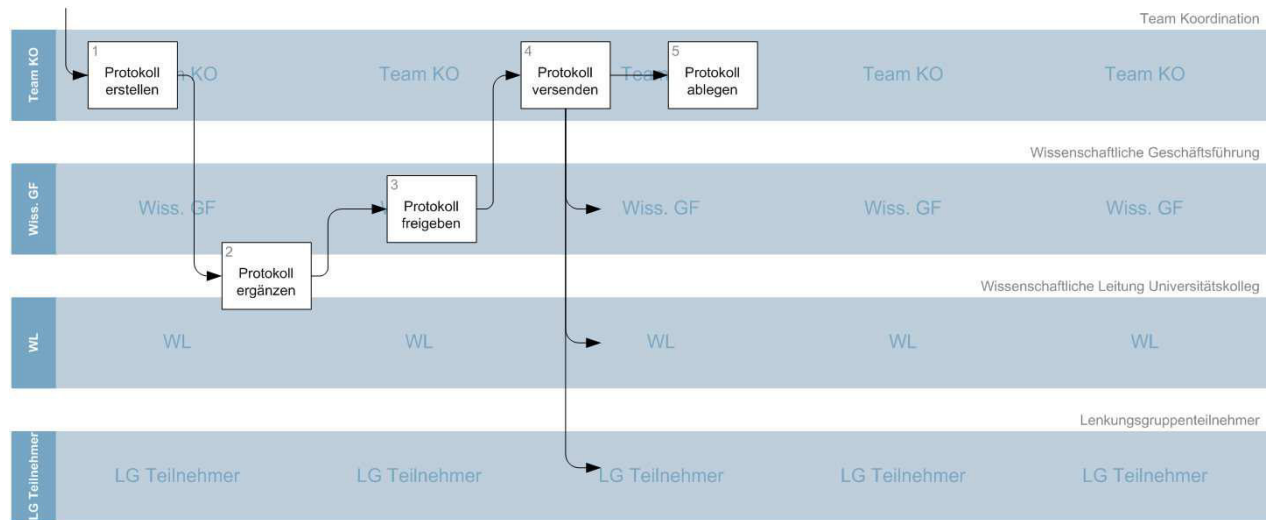 Team Koordination
Team KO
1
Protokoll
erstellen
Team KO
Team KO
4
Protokoll
versenden
Team KO
5
Protokoll
ablegen
Team KO
Team KO
Wissenschaftliche Geschäftsführung
Wiss. GF
Wiss. GF
3
Protokoll
freigeben
Wiss. GF
Wiss. GF
Wiss. GF
2
Protokoll
ergänzen
Wissenschaftliche Leitung Universitätskolleg
WL
WL
WL
WL
WL
WL
Lenkungsgruppenteilnehmer
LG Teilnehmer
LG Teilnehmer
LG Teilnehmer
LG Teilnehmer
LG Teilnehmer
LG Teilnehmer